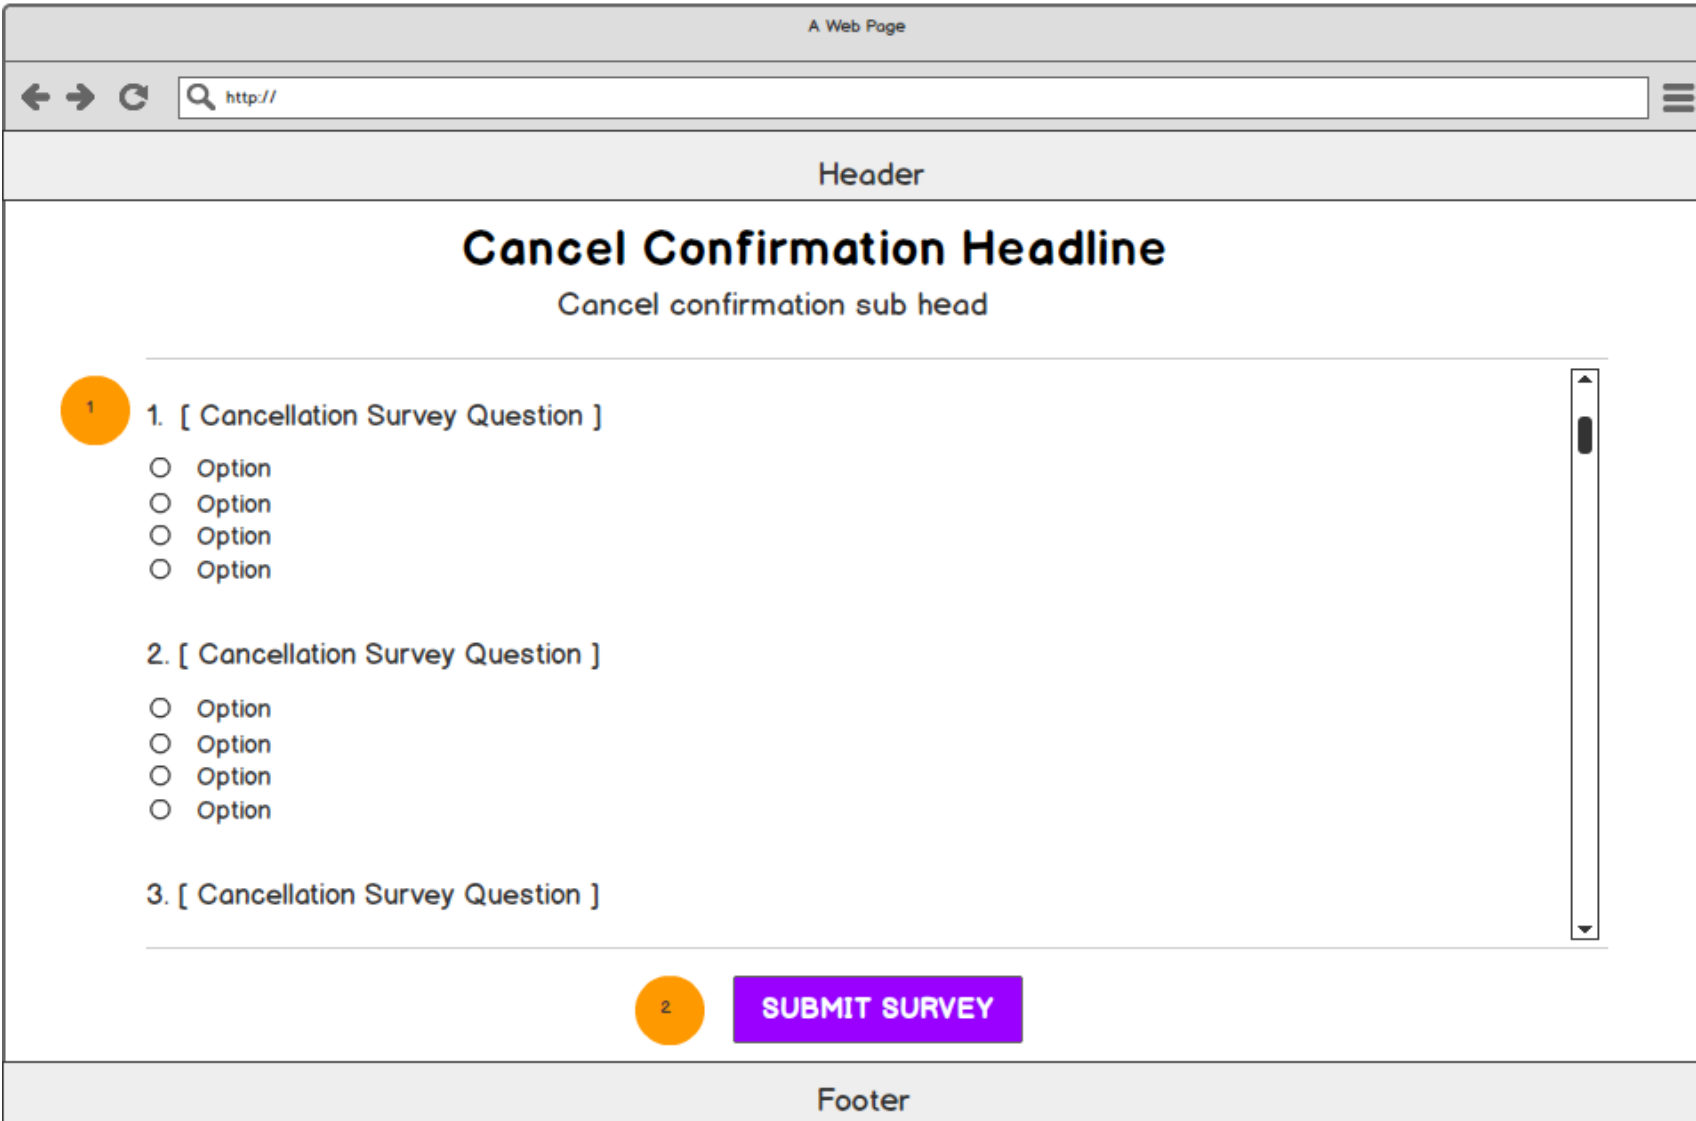 A Web Page
http://
Header
Cancel Confirmation Headline
Cancel confirmation sub head
1
1. [ Cancellation Survey Question ]
Option
Option
Option
Option
2. [ Cancellation Survey Question ]
Option
Option
Option
Option
3. [ Cancellation Survey Question ]
2
SUBMIT SURVEY
Footer